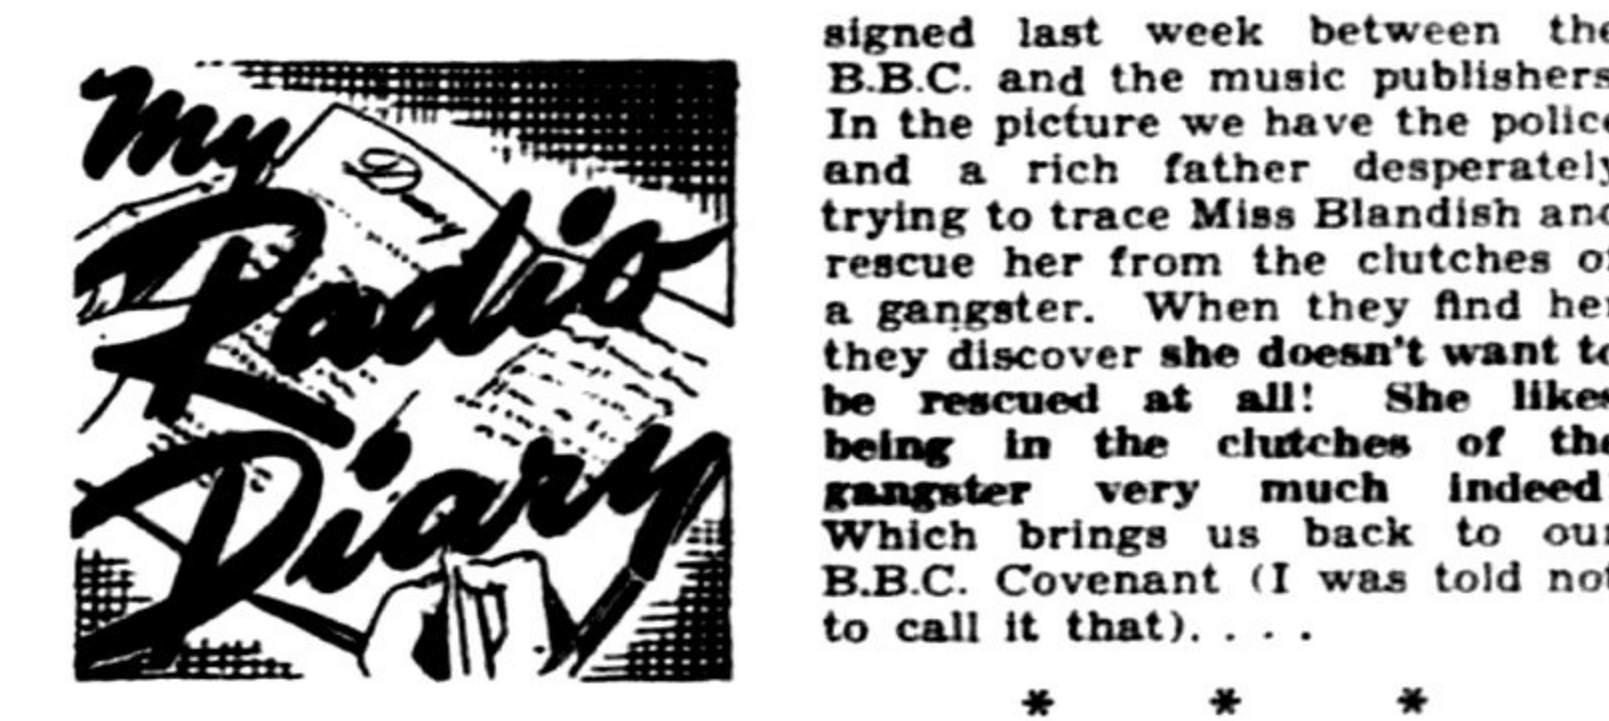 My
Radio
Diary
Diary
signed last week between the
B.B.C. and the music publishers
In the picture we have the police
and a rich father desperately
trying to trace Miss Blandish and
rescue her from the clutches of
a gangster. When they find her
they discover she doesn't want to
be rescued at all! She likes
being in the clutches of the
gangster very much indeed!
Which brings us back to our
B.B.C. Covenant (I was told not
to call it that). . . .
* * *